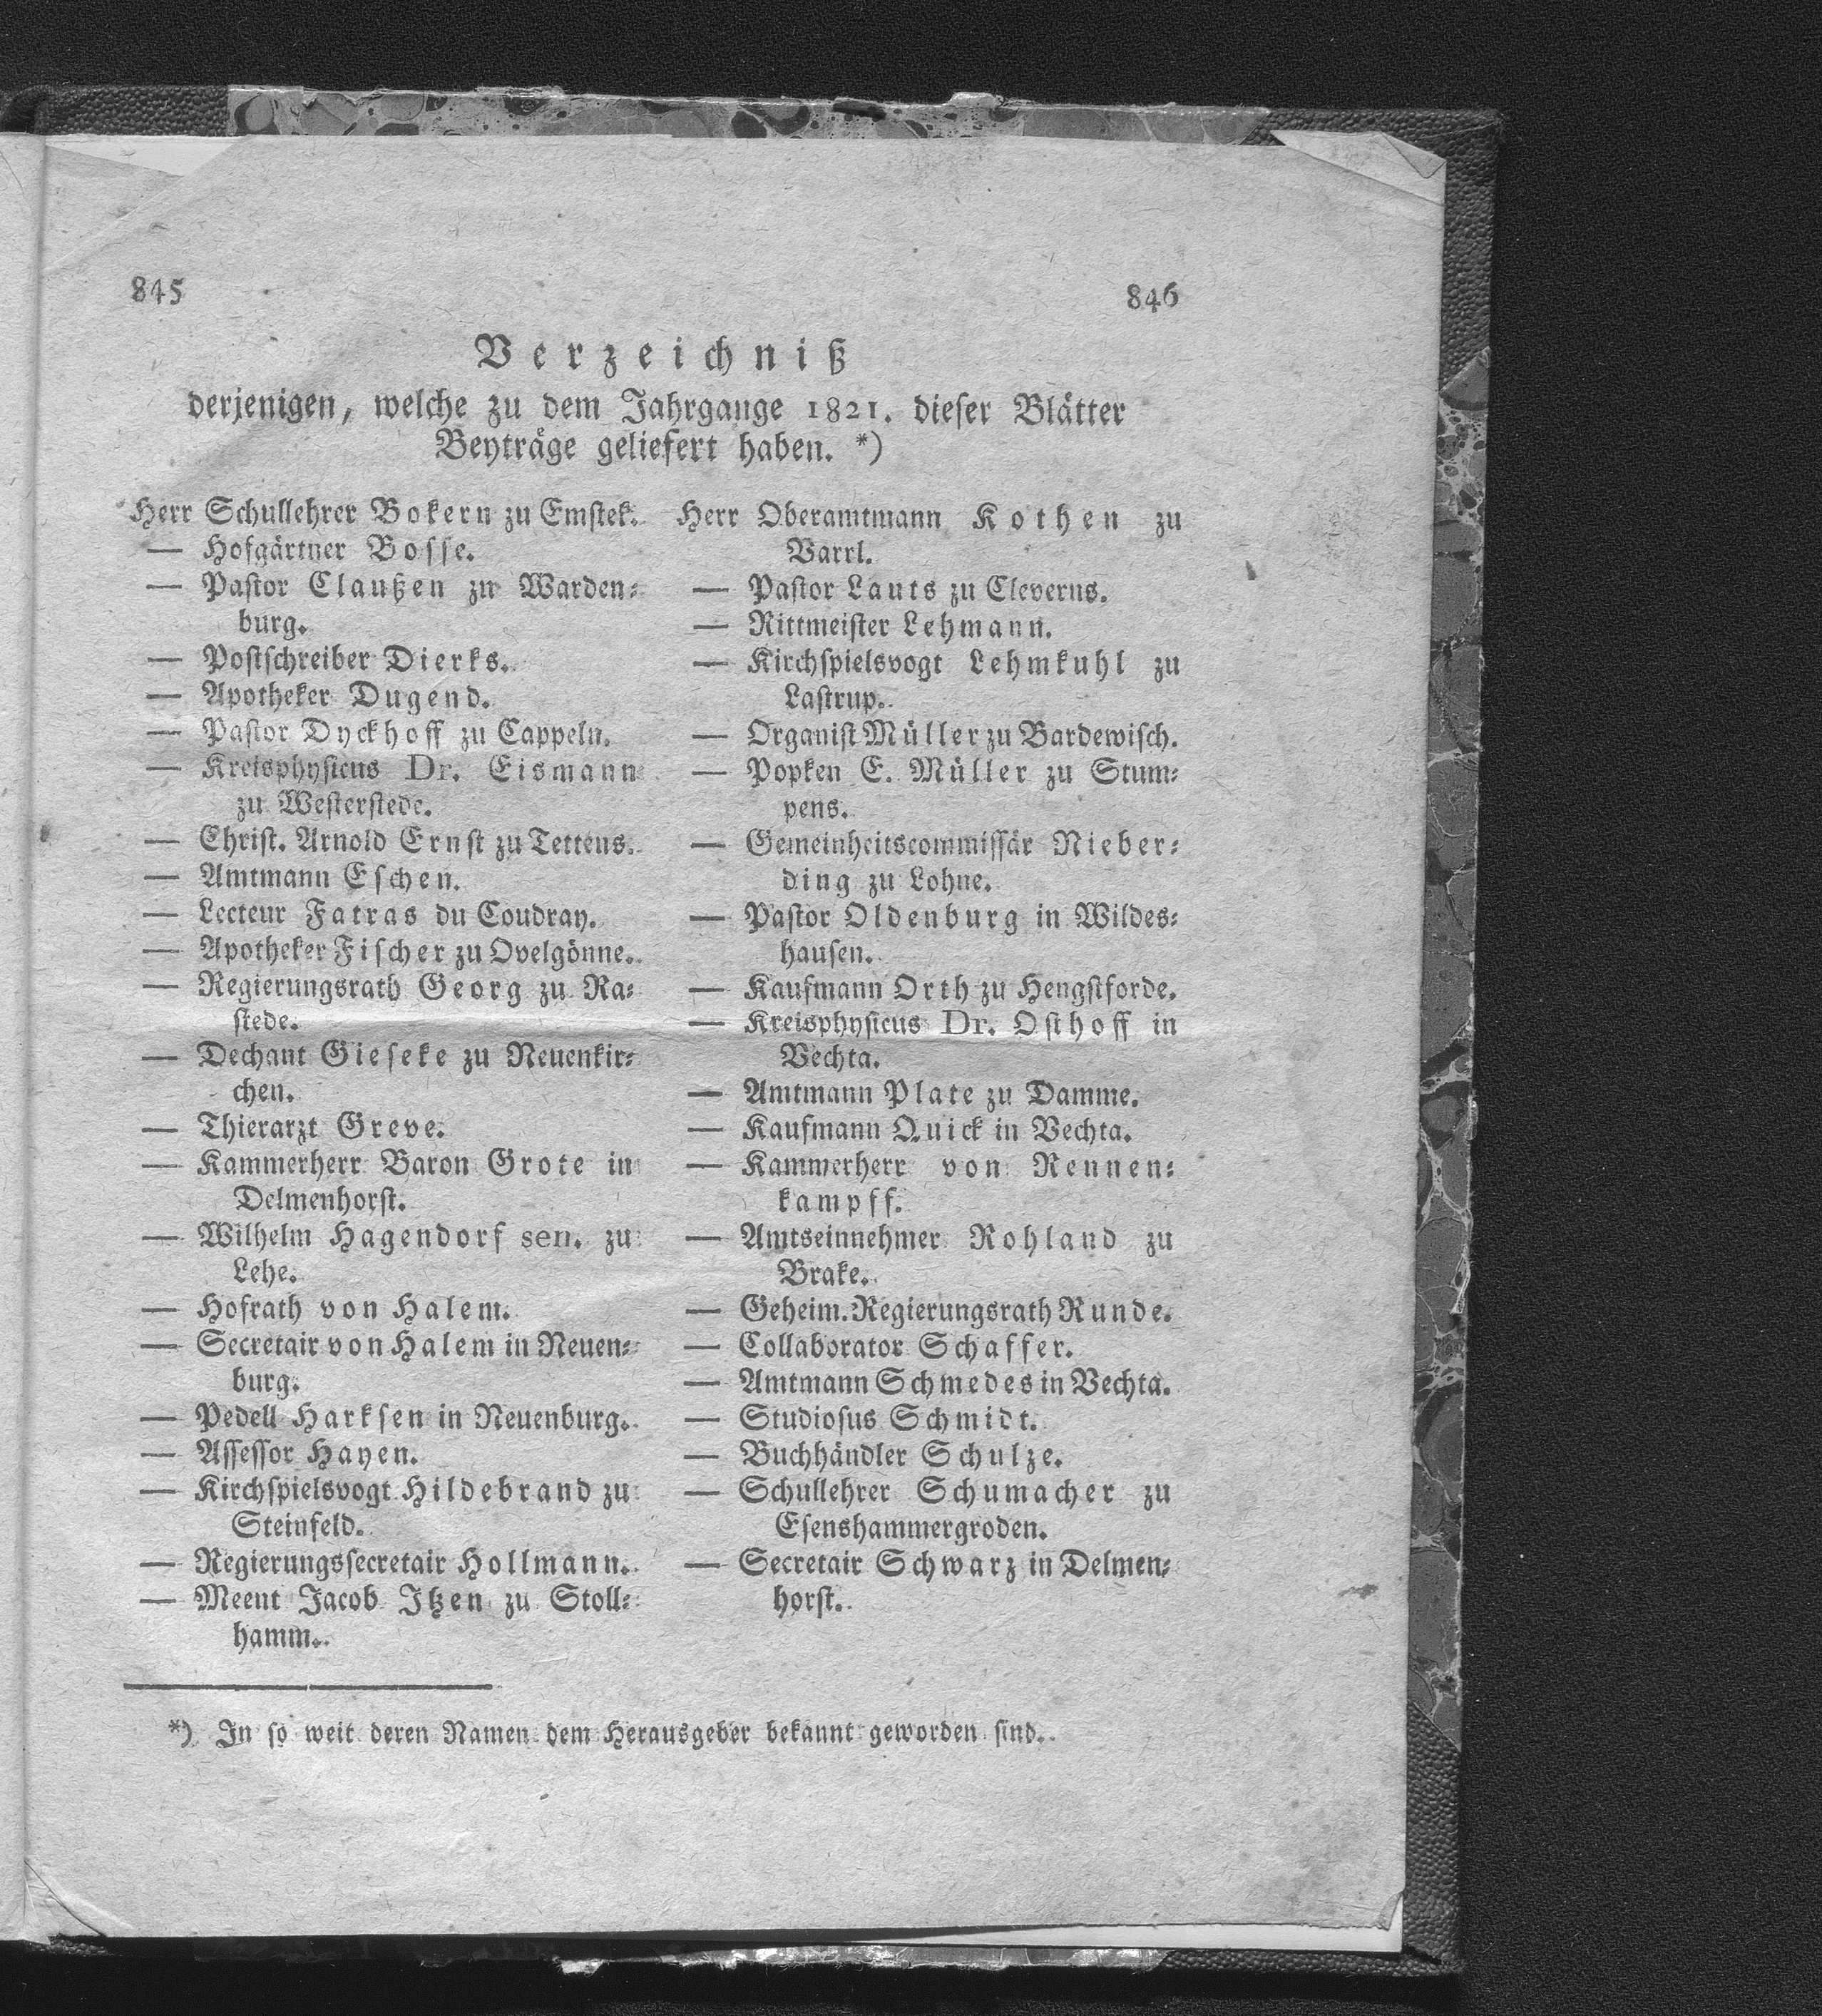 845
846
Verzeichniß
derjenigen, welche zu dem Jahrgange 1821. dieser Blätter
Beyträge geliefert haben. *)
Herr Schullehrer Bokern zu Emstek.
— Hofgärtner Bosse.
— Pastor Claußen zu Warden⸗
burg.
— Postschreiber Dierks.
— Apotheker Dugend.
— Pastor Dyckhoff zu Cappeln.
— Kreisphysicus Dr. Eismann
zu Westerstede.
— Christ. Arnold Ernst zu Tettens.
— Amtmann Eschen.
— Lecteur Fatras du Coudray.
— Apotheker Fischer zu Ovelgönne.
— Regierungsrath Georg zu Ra⸗
stede.
— Dechant Gieseke zu Neuenkir⸗
chen.
— Thierarzt Greve.
— Kammerherr Baron Grote in
Delmenhorst.
— Wilhelm Hagendorf sen. zu
Lehe.
— Hofrath von Halem.
— Secretair von Halem in Neuen⸗
burg.
— Pedell Harksen in Neuenburg.
— Assessor Hayen.
— Kirchspielsvogt Hildebrand zu
Steinfeld.
— Regierungssecretair Hollmann.
— Meent Jacob Itzen zu Stoll⸗
hamm.
Herr Oberamtmann Kothen zu
Varrl.
— Pastor Lauts zu Cleverns.
— Rittmeister Lehmann.
— Kirchspielsvogt Lehmkuhl zu
Lastrup.
— Organist Müller zu Bardewisch.
— Popken E. Müller zu Stum⸗
pens.
— Gemeinheitscommissär Nieber⸗
ding zu Lohne.
— Pastor Oldenburg in Wildes⸗
hausen.
— Kaufmann Orth zu Hengstforde.
— Kreisphysicus Dr. Osthoff in
Vechta.
— Amtmann Plate zu Damme.
— Kaufmann Quick in Vechta.
— Kammerherr von Rennen⸗
kampff.
— Amtseinnehmer Rohland zu
Brake.
— Geheim. Regierungsrath Runde.
— Collaborator Schaffer.
— Amtmann Schmedes in Vechta.
— Studiosus Schmidt.
— Buchhändler Schulze.
— Schullehrer Schumacher zu
Esenshammergroden.
— Secretair Schwarz in Delmen⸗
horst.
*) In so weit deren Namen dem Herausgeber bekannt geworden sind.